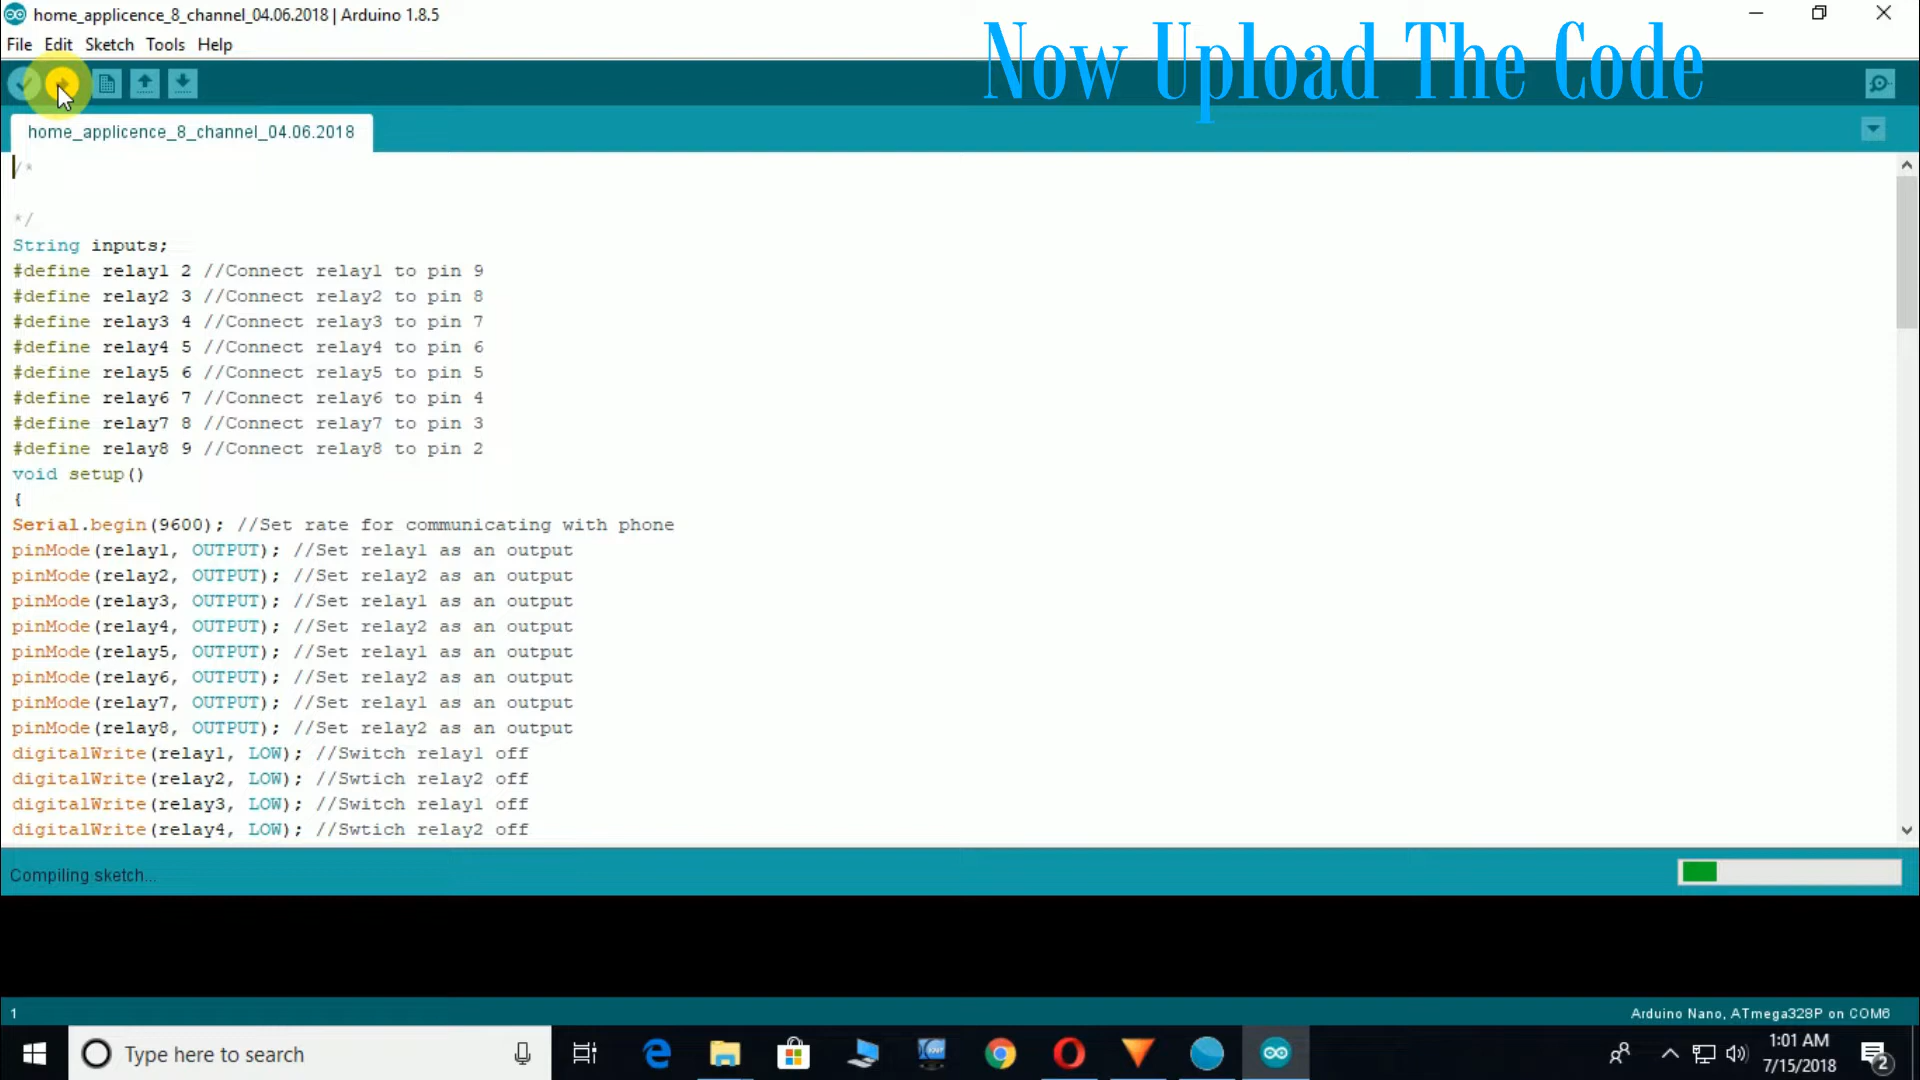 home_applicence_8_channel_04.06.2018 | Arduino 1.8.5
File Edit Sketch Tools Help
Now Upload The Code
home_applicence_8_channel_04.06.2018
/*
*/
String inputs;
#define relay1 2 //Connect relay1 to pin 9
#define relay2 3 //Connect relay2 to pin 8
#define relay3 4 //Connect relay3 to pin 7
#define relay4 5 //Connect relay4 to pin 6
#define relay5 6 //Connect relay5 to pin 5
#define relay6 7 //Connect relay6 to pin 4
#define relay7 8 //Connect relay7 to pin 3
#define relay8 9 //Connect relay8 to pin 2
void setup()
{
Serial.begin(9600); //Set rate for communicating with phone
pinMode(relay1, OUTPUT); //Set relay1 as an output
pinMode(relay2, OUTPUT); //Set relay2 as an output
pinMode(relay3, OUTPUT); //Set relay1 as an output
pinMode(relay4, OUTPUT); //Set relay2 as an output
pinMode(relay5, OUTPUT); //Set relay1 as an output
pinMode(relay6, OUTPUT); //Set relay2 as an output
pinMode(relay7, OUTPUT); //Set relay1 as an output
pinMode(relay8, OUTPUT); //Set relay2 as an output
digitalWrite(relay1, LOW); //Switch relay1 off
digitalWrite(relay2, LOW); //Swtich relay2 off
digitalWrite(relay3, LOW); //Switch relay1 off
digitalWrite(relay4, LOW); //Swtich relay2 off
Compiling sketch...
1
Arduino Nano, ATmega328P on COM6
Type here to search
1:01 AM
7/15/2018
2